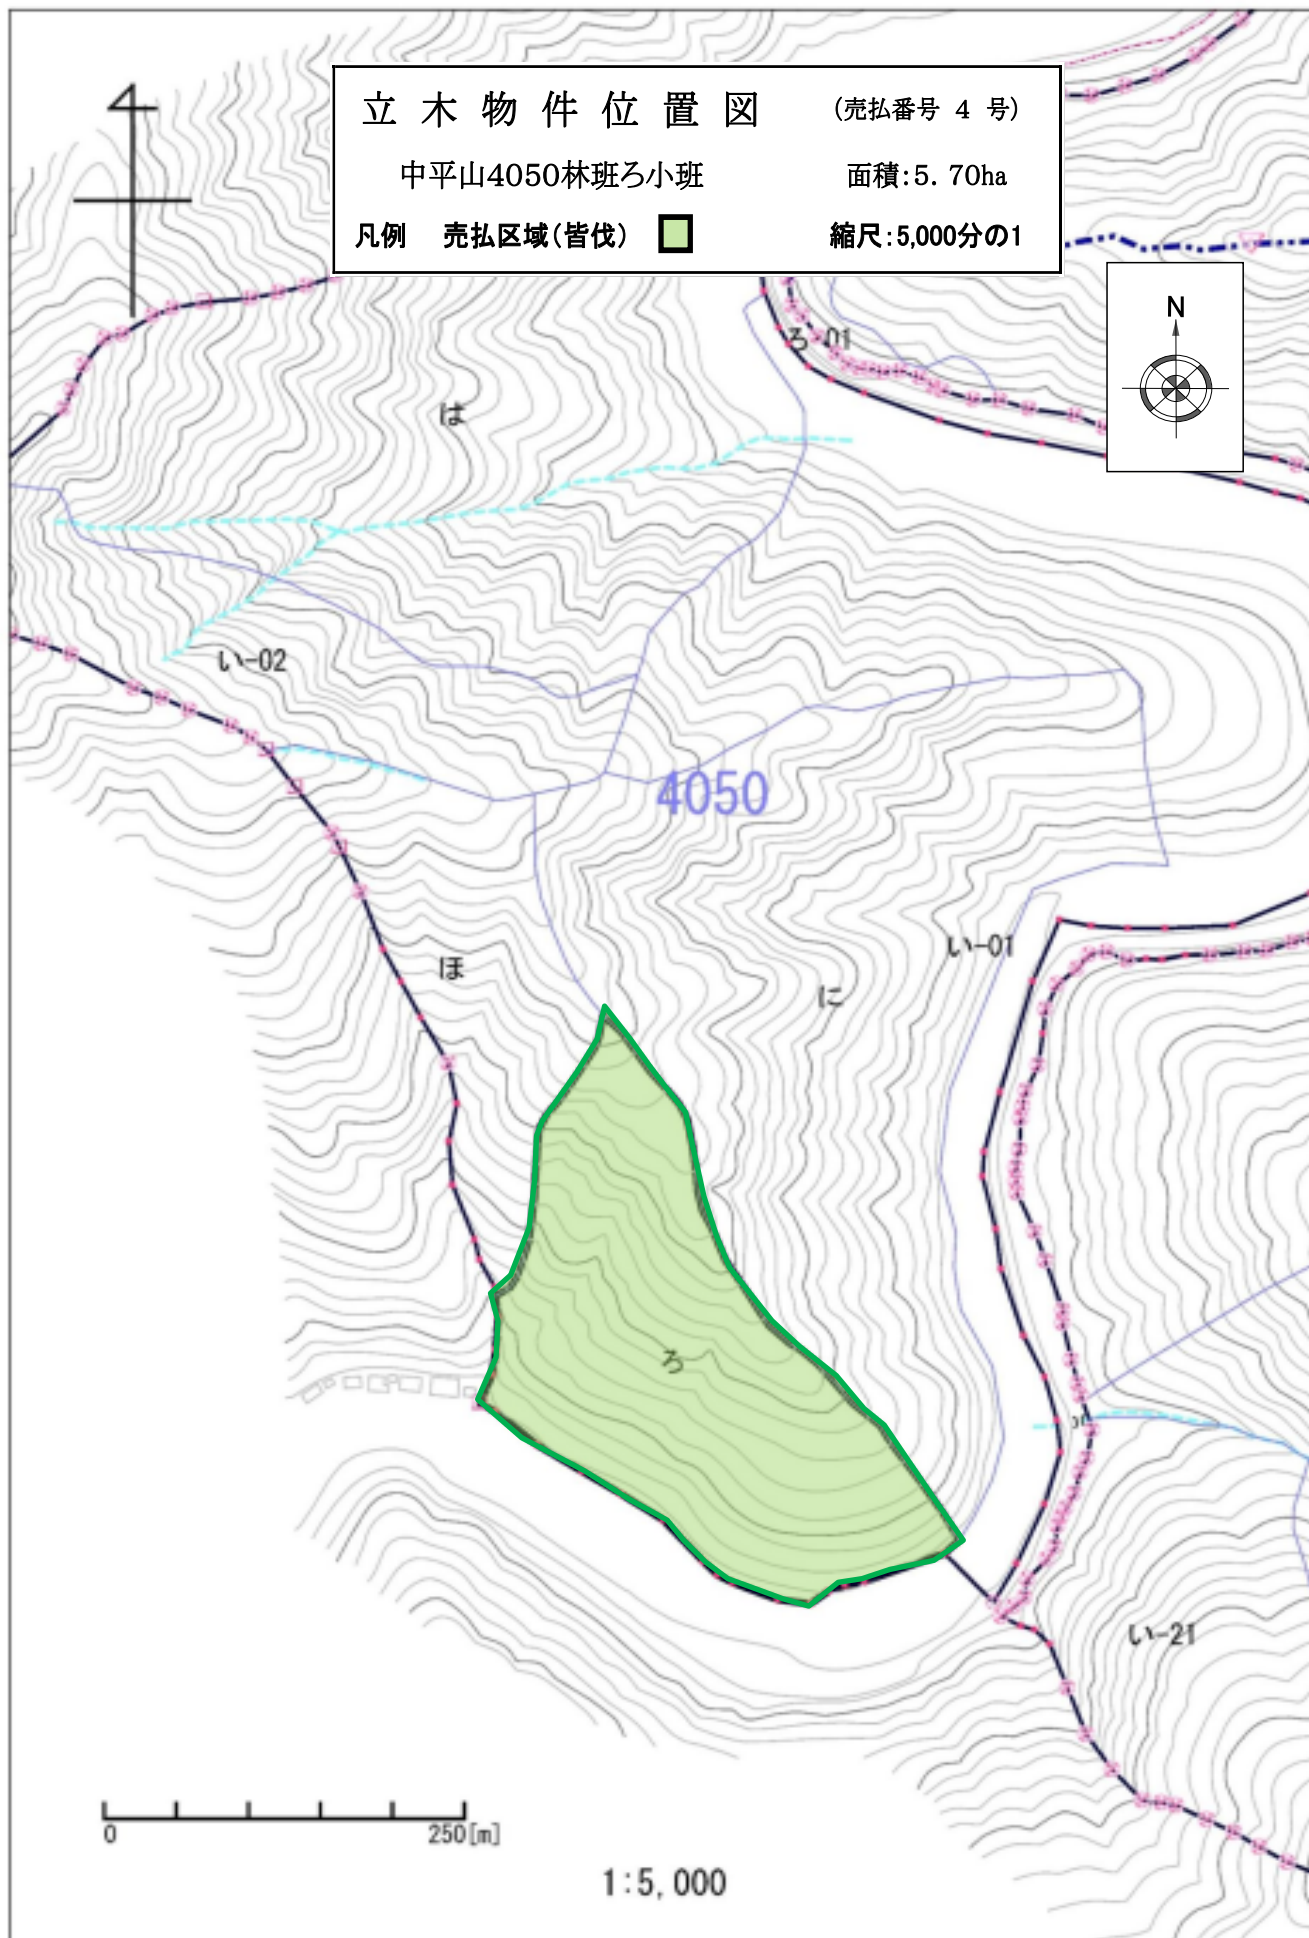 立木物件位置図 (売払番号 4 号)
中平山4050林班ろ小班 面積:5.70ha
凡例 売払区域(皆伐) 縮尺:5,000分の1
N
ろ-01
は
い-02
4050
い-01
ほ
に
ろ
い-21
0 250[m]
1:5,000